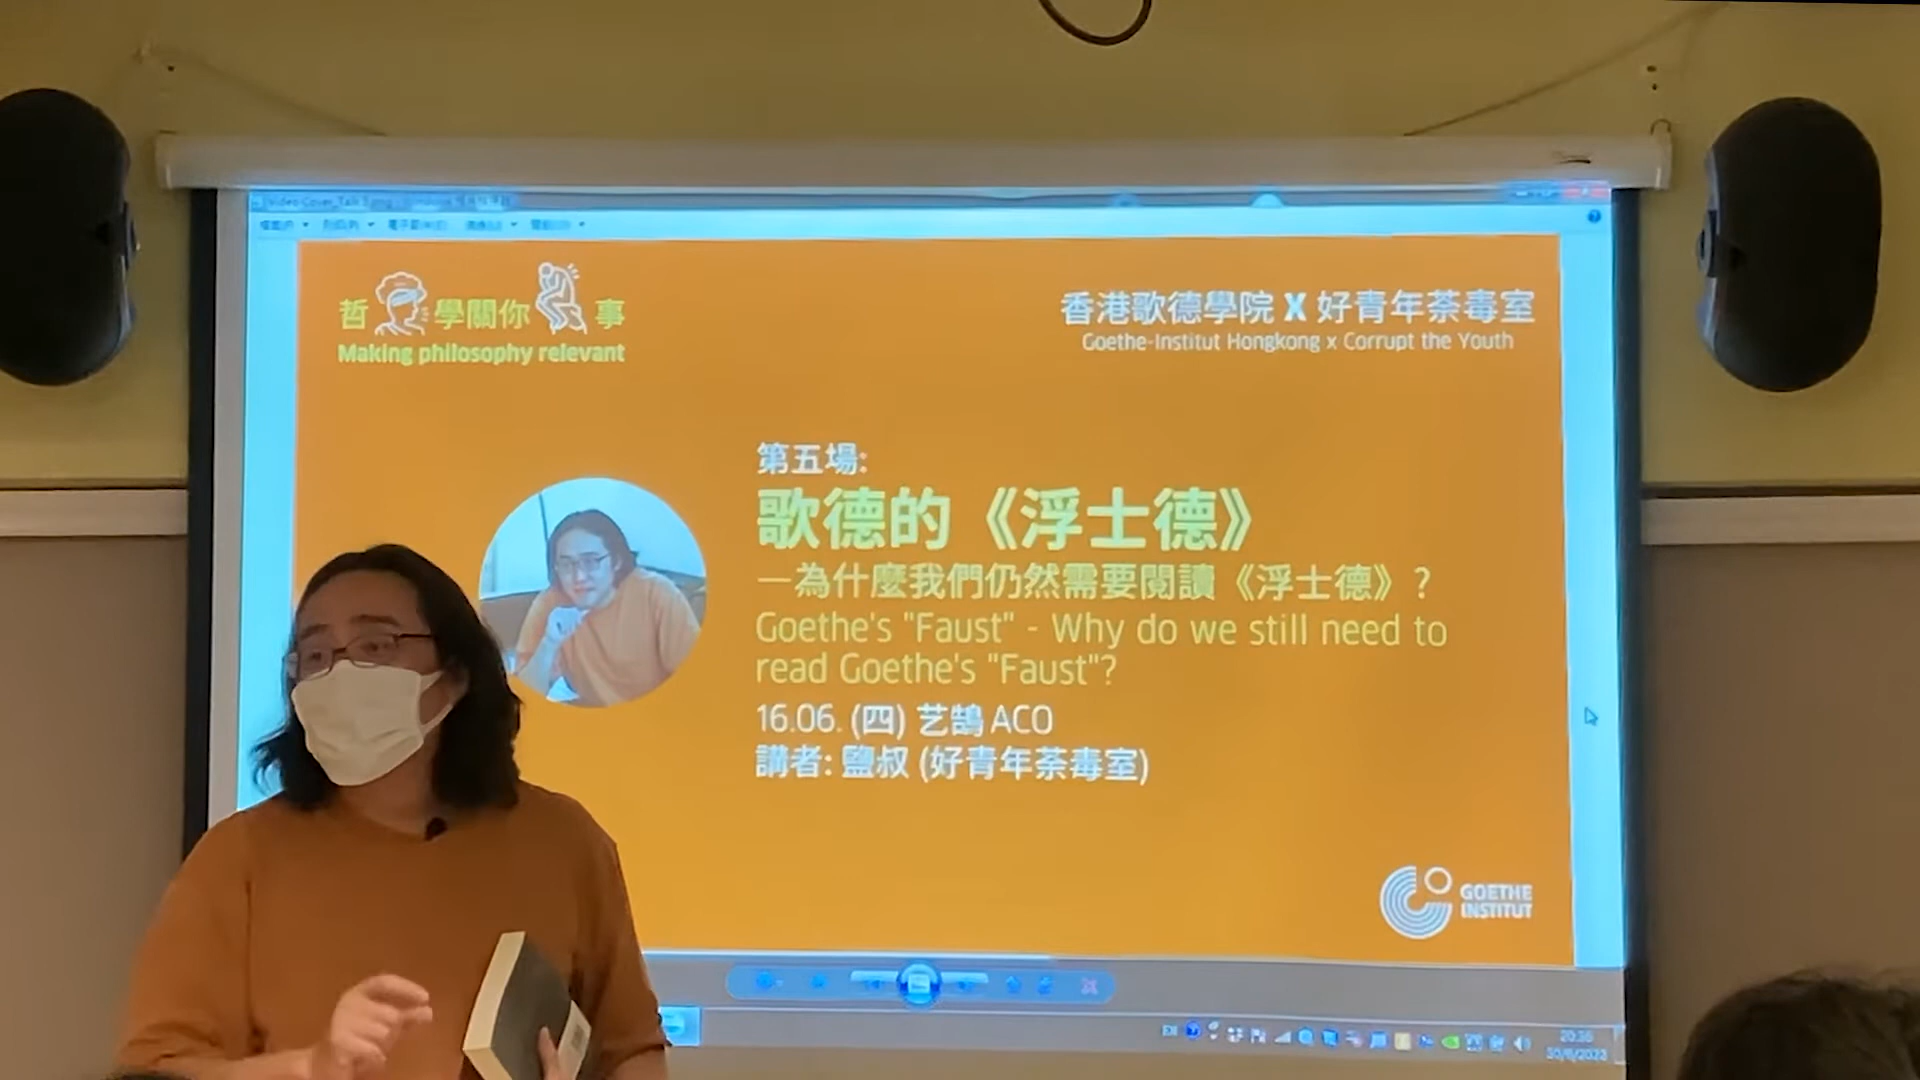 哲學關你事
Making philosophy relevant
香港歌德學院 X 好青年荼毒室
Goethe-Institut Hongkong x Corrupt the Youth
第五場:
歌德的《浮士德》
—為什麼我們仍然需要閱讀《浮士德》?
Goethe's "Faust" - Why do we still need to
read Goethe's "Faust"?
16.06. (四) 艺鵠 ACO
講者: 鹽叔 (好青年荼毒室)
GOETHE
INSTITUT